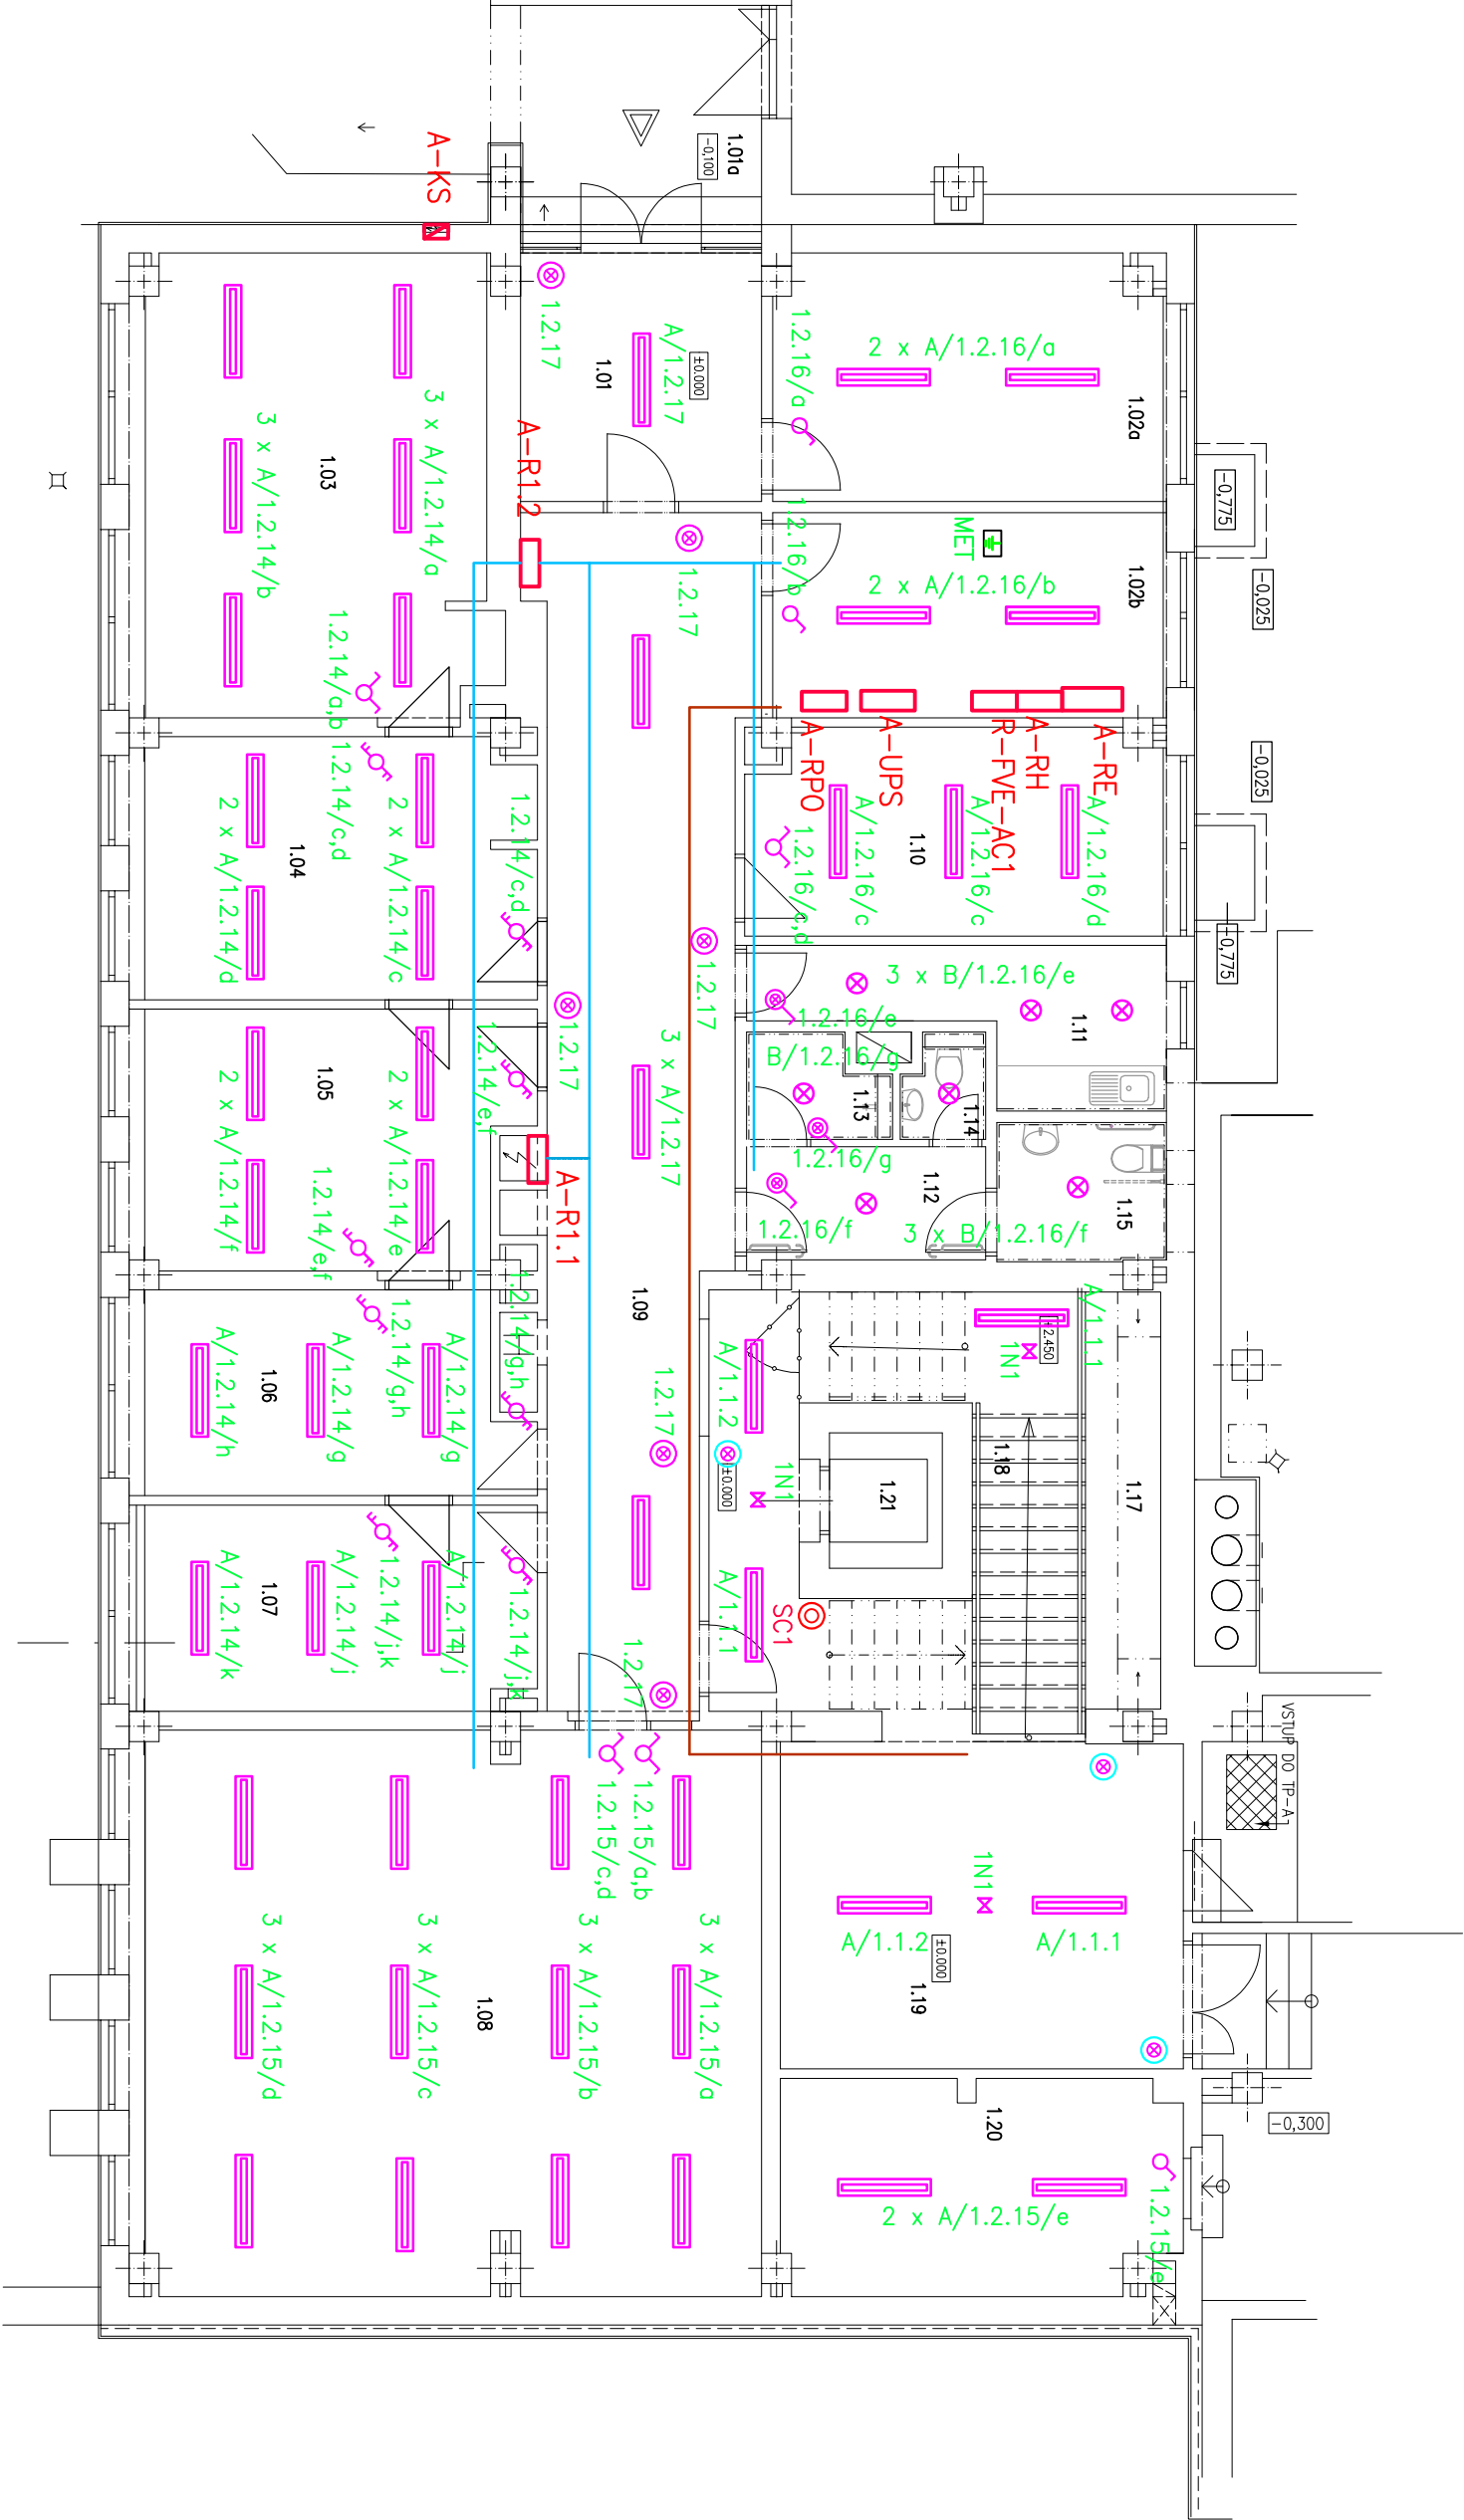 1.01a
-0,100
A-KS
1.2.17
A/1.2.17
±0.000
1.01
1.2.16/a
2 x A/1.2.16/a
1.02a
-0,775
-0,025
3 x A/1.2.14/a
3 x A/1.2.14/b
1.03
A-R1.2
1.2.17
1.2.16/b
MET
2 x A/1.2.16/b
1.02b
1.2.14/a,b
1.2.14/c,d
A-RPO
A-UPS
R-FVE-AC1
A-RH
A-RE
-0,025
-0,775
2 x A/1.2.14/d
1.04
2 x A/1.2.14/c
1.2.14/c,d
1.2.16/c,d
A/1.2.16/c
1.10
A/1.2.16/c
A/1.2.16/d
1.2.17
1.2.17
3 x A/1.2.17
3 x B/1.2.16/e
1.2.16/e
B/1.2.16/g
1.11
1.13
1.14
1.2.16/g
1.12
1.15
1.2.16/f
3 x B/1.2.16/f
2 x A/1.2.14/f
1.05
2 x A/1.2.14/e
1.2.14/e,f
1.2.14/e,f
A-R1.1
1.09
1.2.14/g,h
1.2.14/g,h
A/1.2.14/h
1.06
A/1.2.14/g
A/1.2.14/g
1.2.17
A/1.1.2
A/1.1.1
1N1
+2.450
±0.000
1N1
1.21
1.18
1.17
A/1.2.14/k
1.07
A/1.2.14/j
1.2.14/j,k
A/1.2.14/j
1.2.14/j,k
1.2.17
A/1.1.1
SC1
VSTUP DO TP-A
1.2.15/c,d
1.2.15/a,b
3 x A/1.2.15/d
3 x A/1.2.15/c
1.08
3 x A/1.2.15/b
3 x A/1.2.15/a
1N1
A/1.1.2
±0.000
A/1.1.1
1.19
-0,300
1.20
2 x A/1.2.15/e
1.2.15/e